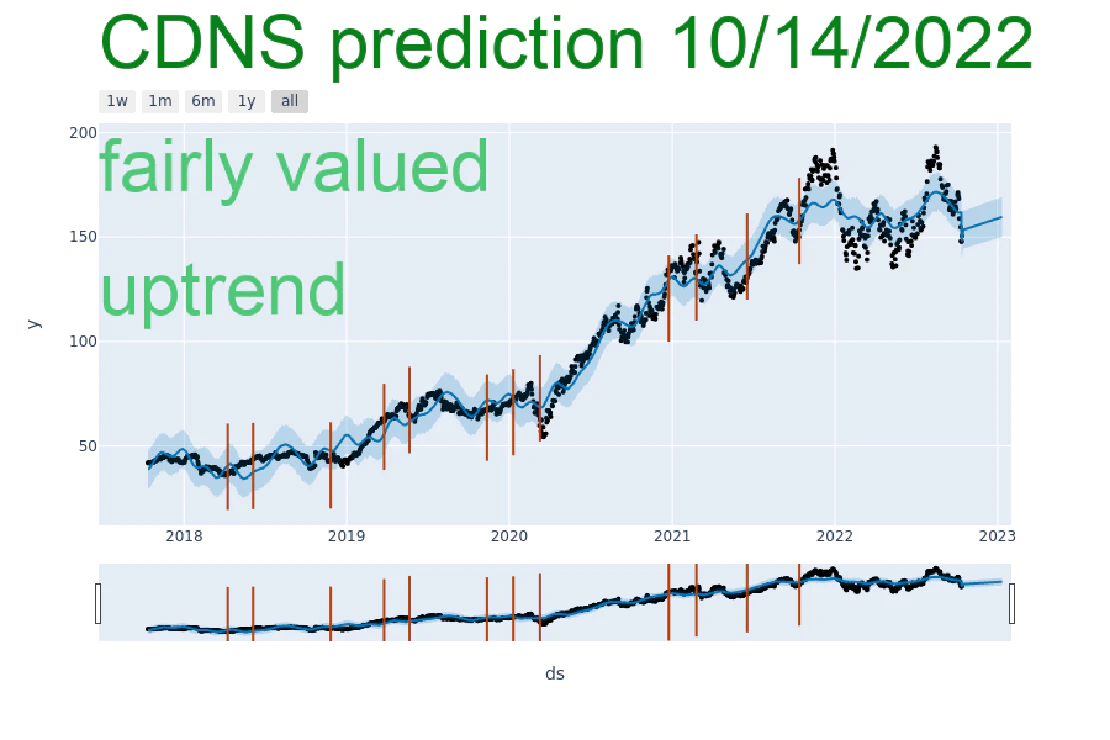 CDNS prediction 10/14/2022
1w 1m 6m 1y all
200
fairly valued
150
uptrend
y
100
50
2018 2019 2020 2021 2022 2023
ds